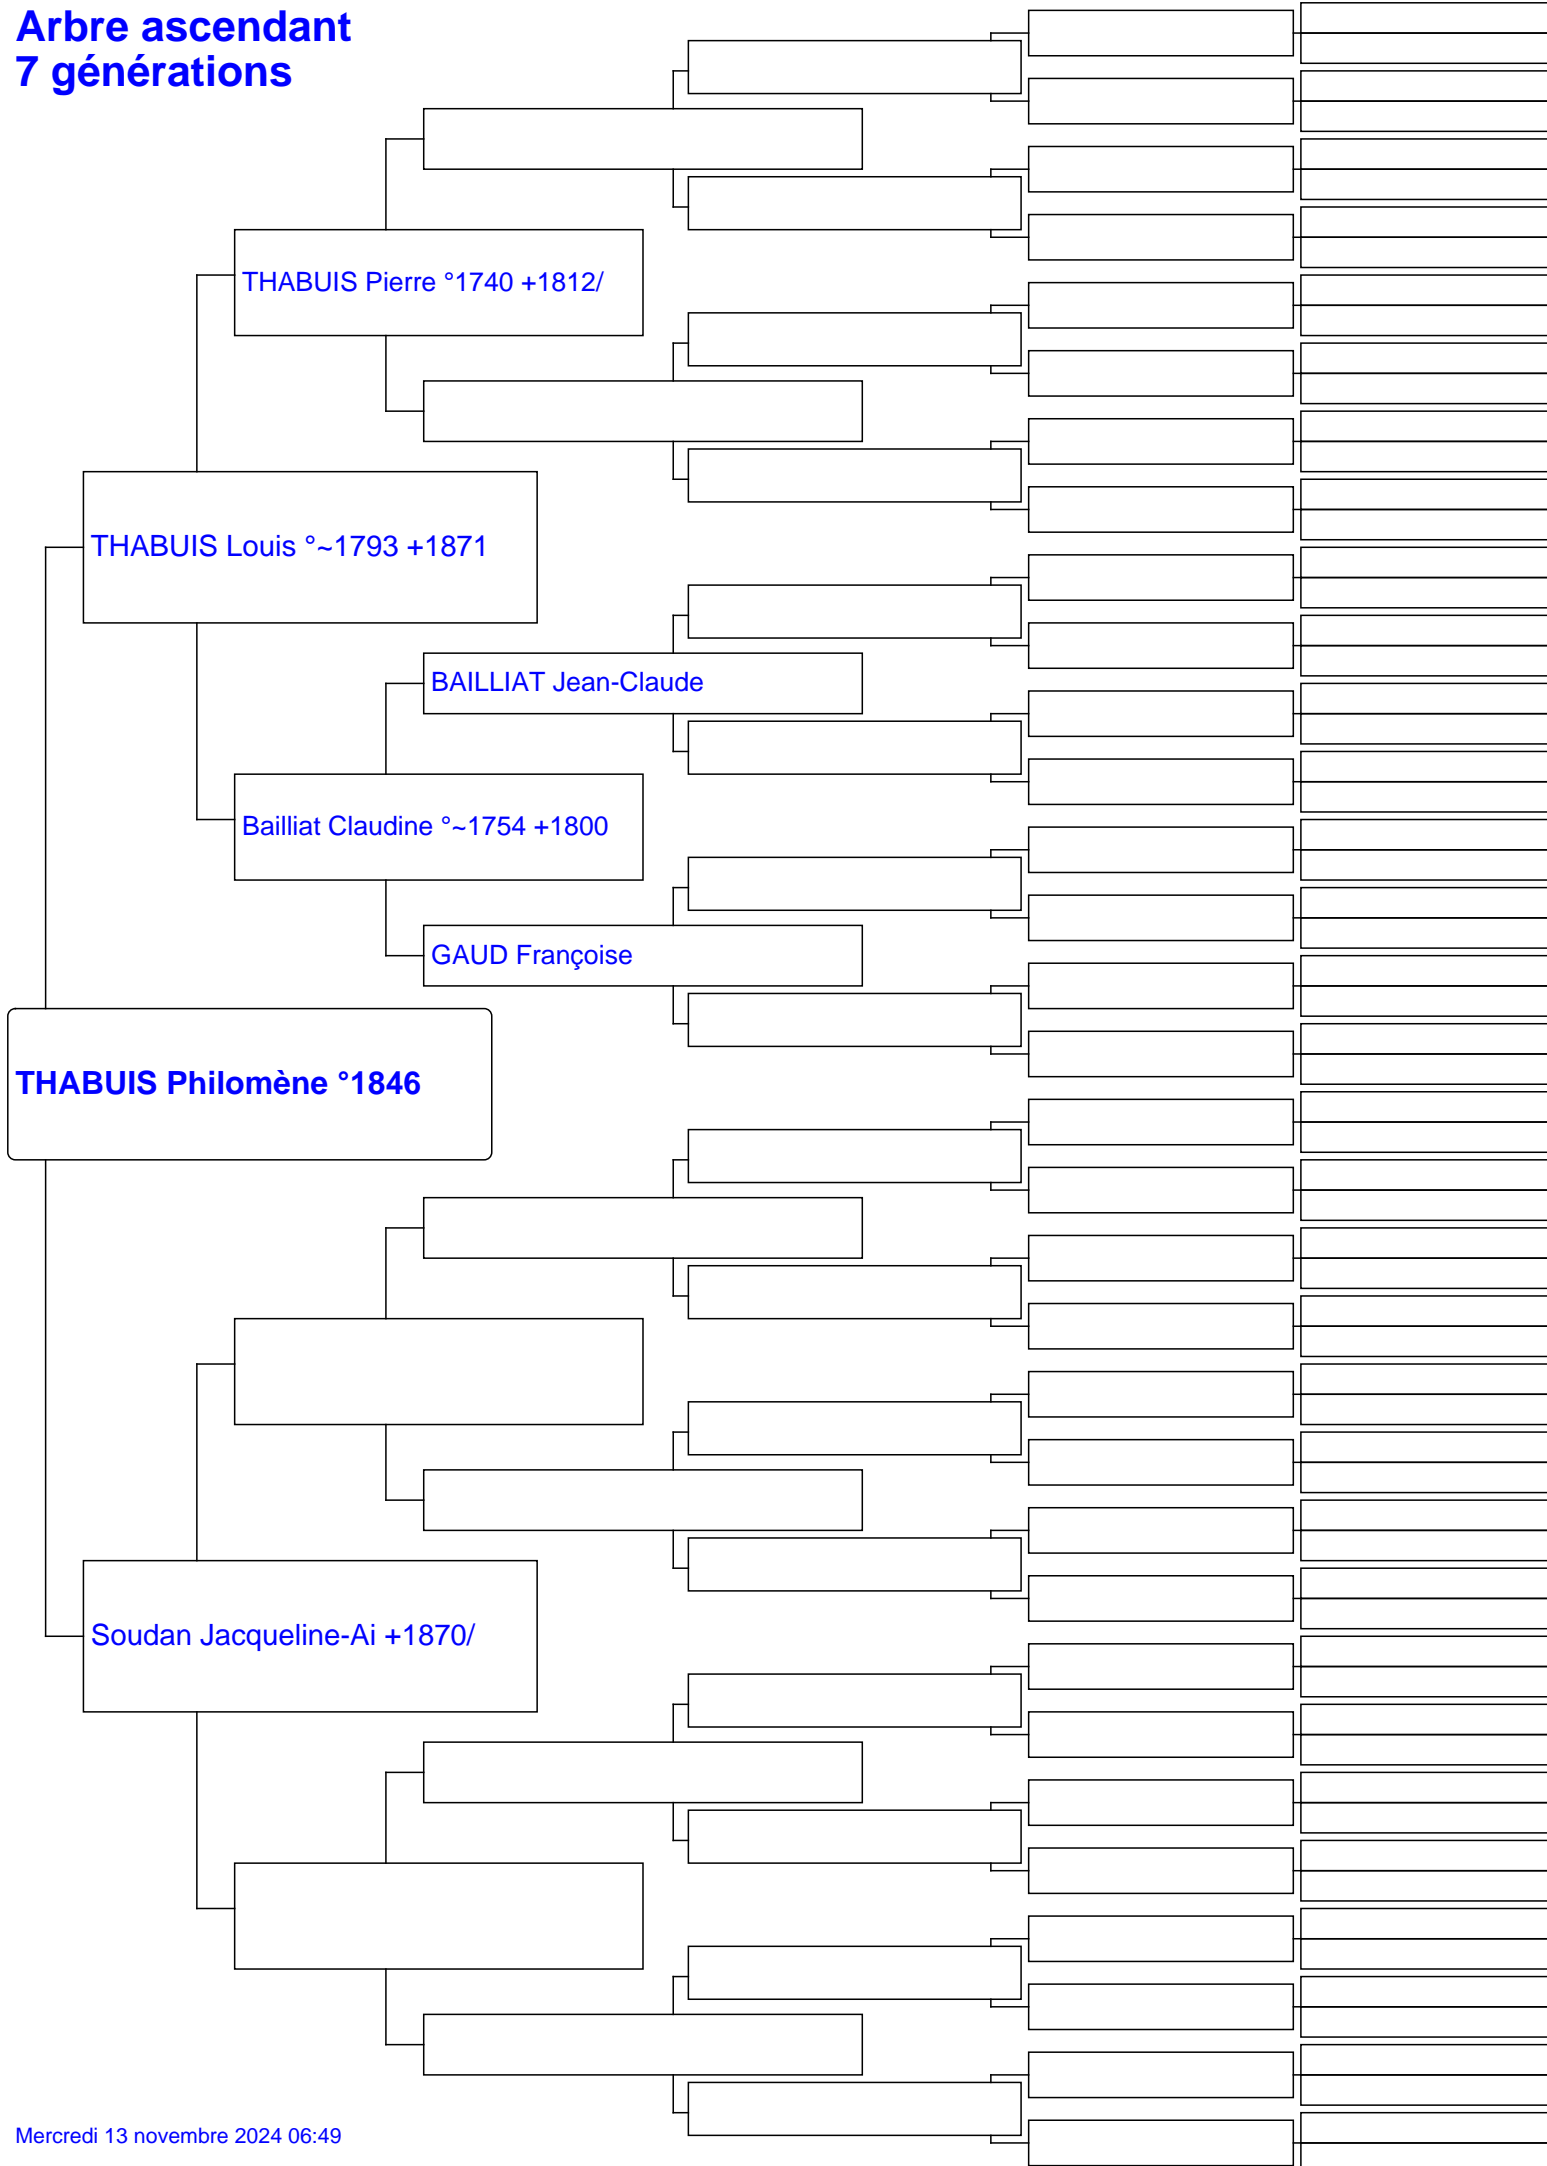 Arbre ascendant
7 générations
THABUIS Pierre °1740 +1812/
THABUIS Louis °~1793 +1871
BAILLIAT Jean-Claude
Bailliat Claudine °~1754 +1800
GAUD Françoise
THABUIS Philomène °1846
Soudan Jacqueline-Ai +1870/
Mercredi 13 novembre 2024 06:49